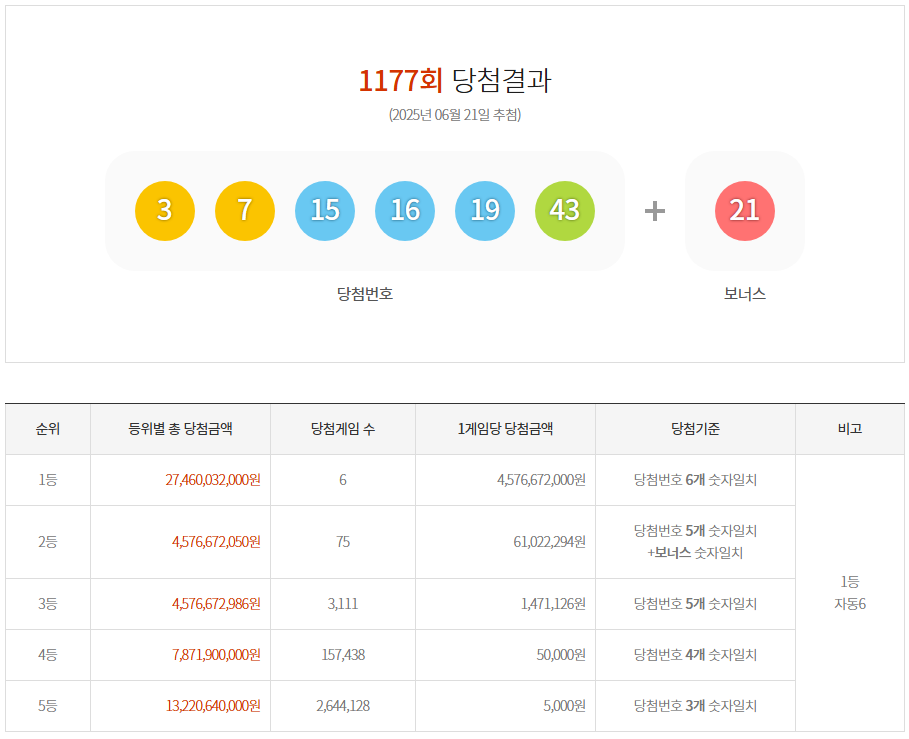 1177회 당첨결과
(2025년 06월 21일 추첨)
3 7 15 16 19 43 + 21
당첨번호 보너스
순위 등위별 총 당첨금액 당첨게임 수 1게임당 당첨금액 당첨기준 비고
1등 27,460,032,000원 6 4,576,672,000원 당첨번호 6개 숫자일치
2등 4,576,672,050원 75 61,022,294원 당첨번호 5개 숫자일치
+보너스 숫자일치
3등 4,576,672,986원 3,111 1,471,126원 당첨번호 5개 숫자일치
4등 7,871,900,000원 157,438 50,000원 당첨번호 4개 숫자일치
5등 13,220,640,000원 2,644,128 5,000원 당첨번호 3개 숫자일치
1등
자동6